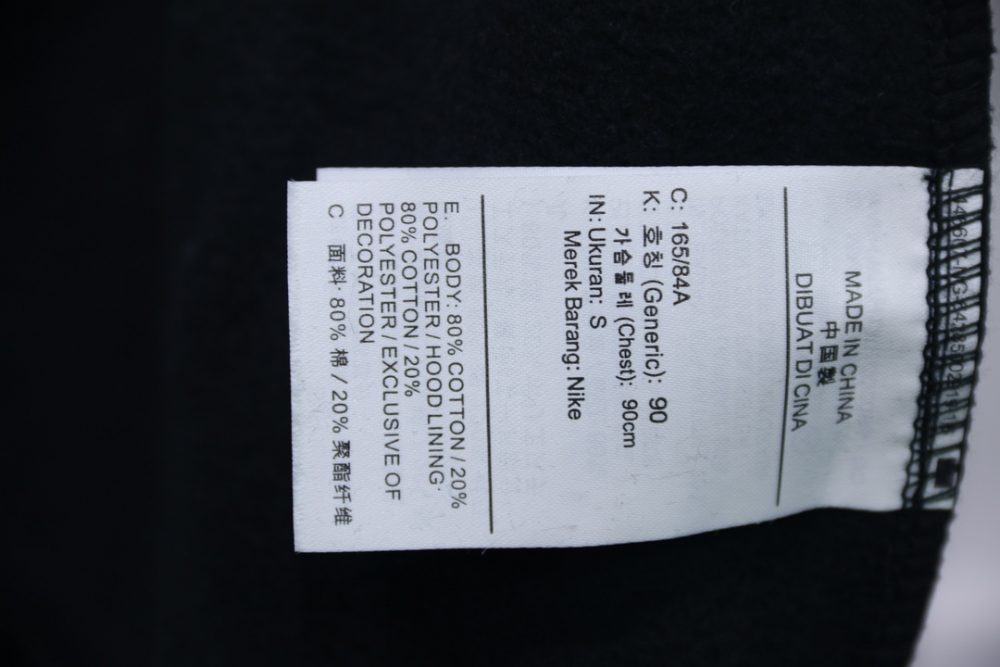 MADE IN CHINA
中国製
DIBUAT DI CINA
C: 165/84A
K: 호칭 (Generic): 90
가슴둘레 (Chest): 90cm
IN: Ukuran: S
Merek Barang: Nike
E. BODY: 80% COTTON / 20%
POLYESTER / HOOD LINING·
80% COTTON / 20%
POLYESTER / EXCLUSIVE OF
DECORATION
C 面料· 80% 棉 / 20% 聚酯纤维